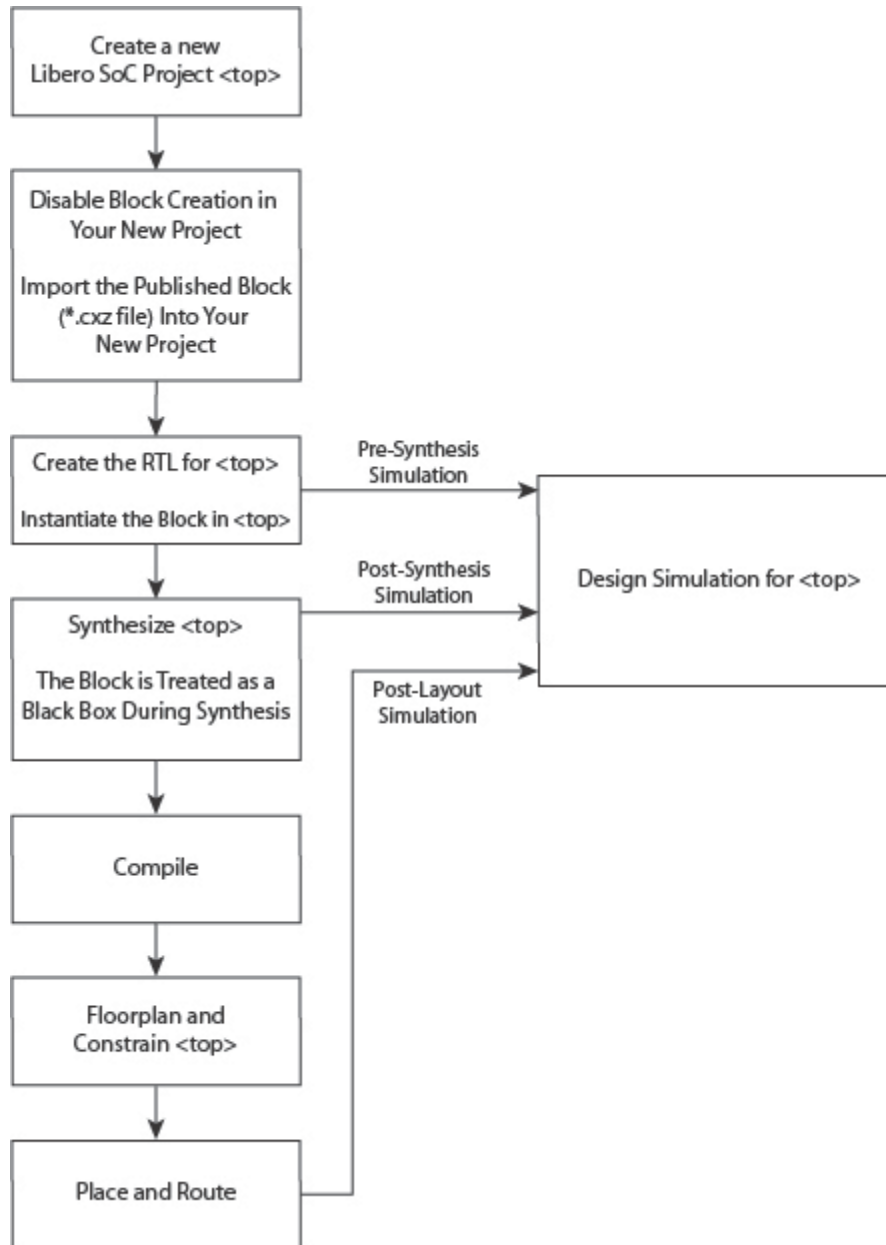 Create a new
Libero SoC Project <top>
Disable Block Creation in
Your New Project
Import the Published Block
(*.cxz file) Into Your
New Project
Create the RTL for <top>
Instantiate the Block in <top>
Pre-Synthesis
Simulation
Design Simulation for <top>
Post-Synthesis
Simulation
Synthesize <top>
The Block is Treated as a
Black Box During Synthesis
Post-Layout
Simulation
Compile
Floorplan and
Constrain <top>
Place and Route